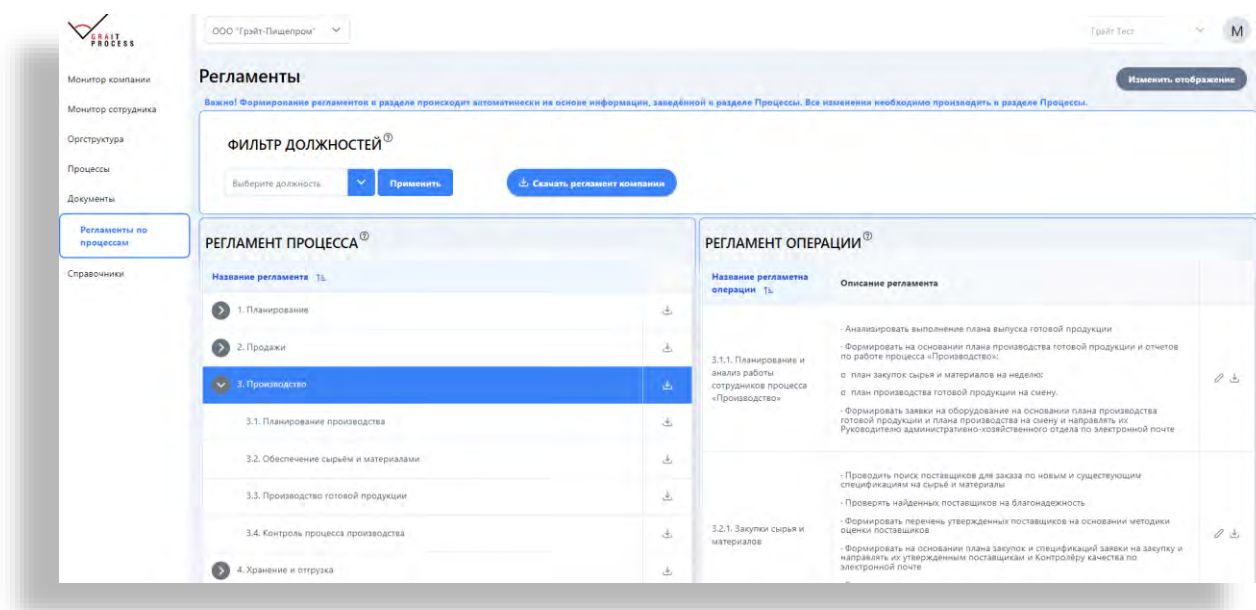 GRAIT
PROCESS
ООО "Грэйт-Пищепром"
Грэйт Тест
M
Монитор компании
Монитор сотрудника
Оргструктура
Процессы
Документы
Регламенты по
процессам
Справочники
Регламенты
Изменить отображение
Важно! Формирование регламентов в разделе происходит автоматически на основе информации, заведённой в разделе Процессы. Все изменения необходимо производить в разделе Процессы.
ФИЛЬТР ДОЛЖНОСТЕЙ
Выберите должность
Применить
Скачать регламент компании
РЕГЛАМЕНТ ПРОЦЕССА
Название регламента
1. Планирование
2. Продажи
3. Производство
3.1. Планирование производства
3.2. Обеспечение сырьём и материалами
3.3. Производство готовой продукции
3.4. Контроль процесса производства
4. Хранение и отгрузка
РЕГЛАМЕНТ ОПЕРАЦИИ
Название регламетна
операции
Описание регламента
3.1.1. Планирование и
анализ работы
сотрудников процесса
«Производство»
- Анализировать выполнение плана выпуска готовой продукции
- Формировать на основании плана производства готовой продукции и отчетов
по работе процесса «Производство»:
o план закупок сырья и материалов на неделю;
o план производства готовой продукции на смену.
- Формировать заявки на оборудование на основании плана производства
готовой продукции и плана производства на смену и направлять их
Руководителю административно-хозяйственного отдела по электронной почте
3.2.1. Закупки сырья и
материалов
- Проводить поиск поставщиков для заказа по новым и существующим
спецификациям на сырьё и материалы
- Проверять найденных поставщиков на благонадежность
- Формировать перечень утвержденных поставщиков на основании методики
оценки поставщиков
- Формировать на основании плана закупок и спецификаций заявки на закупку и
направлять их утвержденным поставщикам и Контролёру качества по
электронной почте